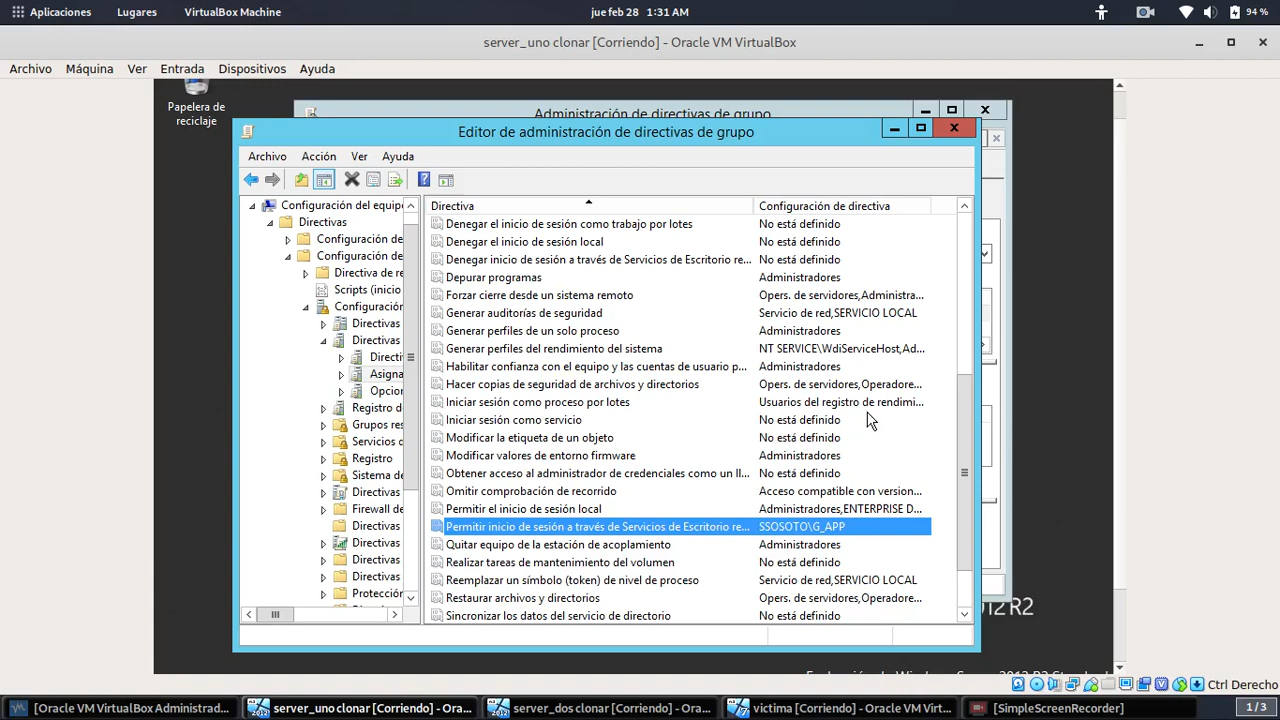 Aplicaciones Lugares VirtualBox Machine jue feb 28 1:31 AM 94 %
server_uno clonar [Corriendo] - Oracle VM VirtualBox
Archivo Máquina Ver Entrada Dispositivos Ayuda
Papelera de
reciclaje
Administración de directivas de grupo
Editor de administración de directivas de grupo
Archivo Acción Ver Ayuda
Directiva Configuración de directiva
Configuración del equipo
Directivas
Configuración de
Configuración de
Directiva de re
Scripts (inicio
Configuración
Directivas
Directivas
Directi
Asigna
Opcion
Registro d
Grupos res
Servicios d
Registro
Sistema de
Directivas
Firewall de
Directivas
Directivas
Directivas
Protección
Denegar el inicio de sesión como trabajo por lotes No está definido
Denegar el inicio de sesión local No está definido
Denegar inicio de sesión a través de Servicios de Escritorio re... No está definido
Depurar programas Administradores
Forzar cierre desde un sistema remoto Opers. de servidores,Administra...
Generar auditorías de seguridad Servicio de red,SERVICIO LOCAL
Generar perfiles de un solo proceso Administradores
Generar perfiles del rendimiento del sistema NT SERVICE\WdiServiceHost,Ad...
Habilitar confianza con el equipo y las cuentas de usuario p... Administradores
Hacer copias de seguridad de archivos y directorios Opers. de servidores,Operadore...
Iniciar sesión como proceso por lotes Usuarios del registro de rendimi...
Iniciar sesión como servicio No está definido
Modificar la etiqueta de un objeto No está definido
Modificar valores de entorno firmware Administradores
Obtener acceso al administrador de credenciales como un ll... No está definido
Omitir comprobación de recorrido Acceso compatible con version...
Permitir el inicio de sesión local Administradores,ENTERPRISE D...
Permitir inicio de sesión a través de Servicios de Escritorio re... SSOSOTO\G_APP
Quitar equipo de la estación de acoplamiento Administradores
Realizar tareas de mantenimiento del volumen No está definido
Reemplazar un símbolo (token) de nivel de proceso Servicio de red,SERVICIO LOCAL
Restaurar archivos y directorios Opers. de servidores,Operadore...
Sincronizar los datos del servicio de directorio No está definido
R2
Ctrl Derecho
[Oracle VM VirtualBox Administrad... server_uno clonar [Corriendo] - Ora... server_dos clonar [Corriendo] - Ora... victima [Corriendo] - Oracle VM Virt... [SimpleScreenRecorder] 1/3